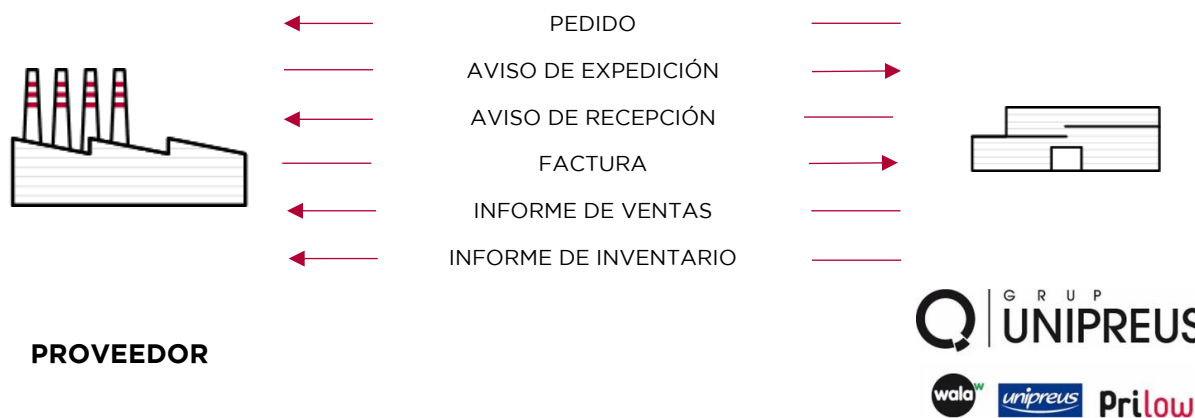 PEDIDO
AVISO DE EXPEDICIÓN
AVISO DE RECEPCIÓN
FACTURA
INFORME DE VENTAS
INFORME DE INVENTARIO
PROVEEDOR
GRUP
UNIPREUS
wala w
unipreus
Prilow